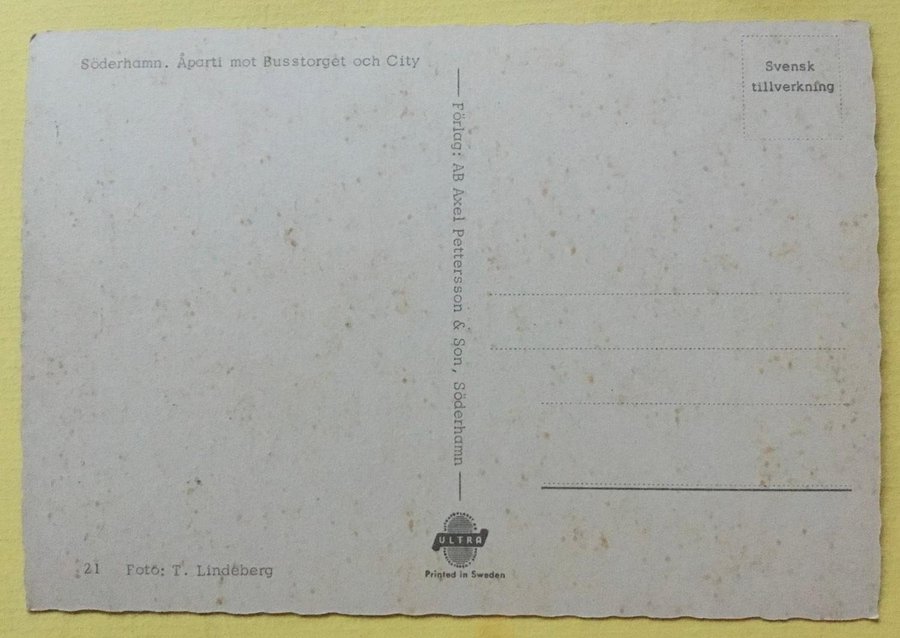 Söderhamn. Åparti mot Busstorget och City
Svensk
tillverkning
Förlag: AB Axel Pettersson & Son, Söderhamn
21 Foto: T. Lindeberg
ULTRA
Printed in Sweden